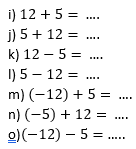 i) 12 + 5 = ....
j) 5 + 12 = ....
k) 12 − 5 = ....
l) 5 − 12 = ....
m) (−12) + 5 = ....
n) (−5) + 12 = ....
o)(−12) − 5 = .....